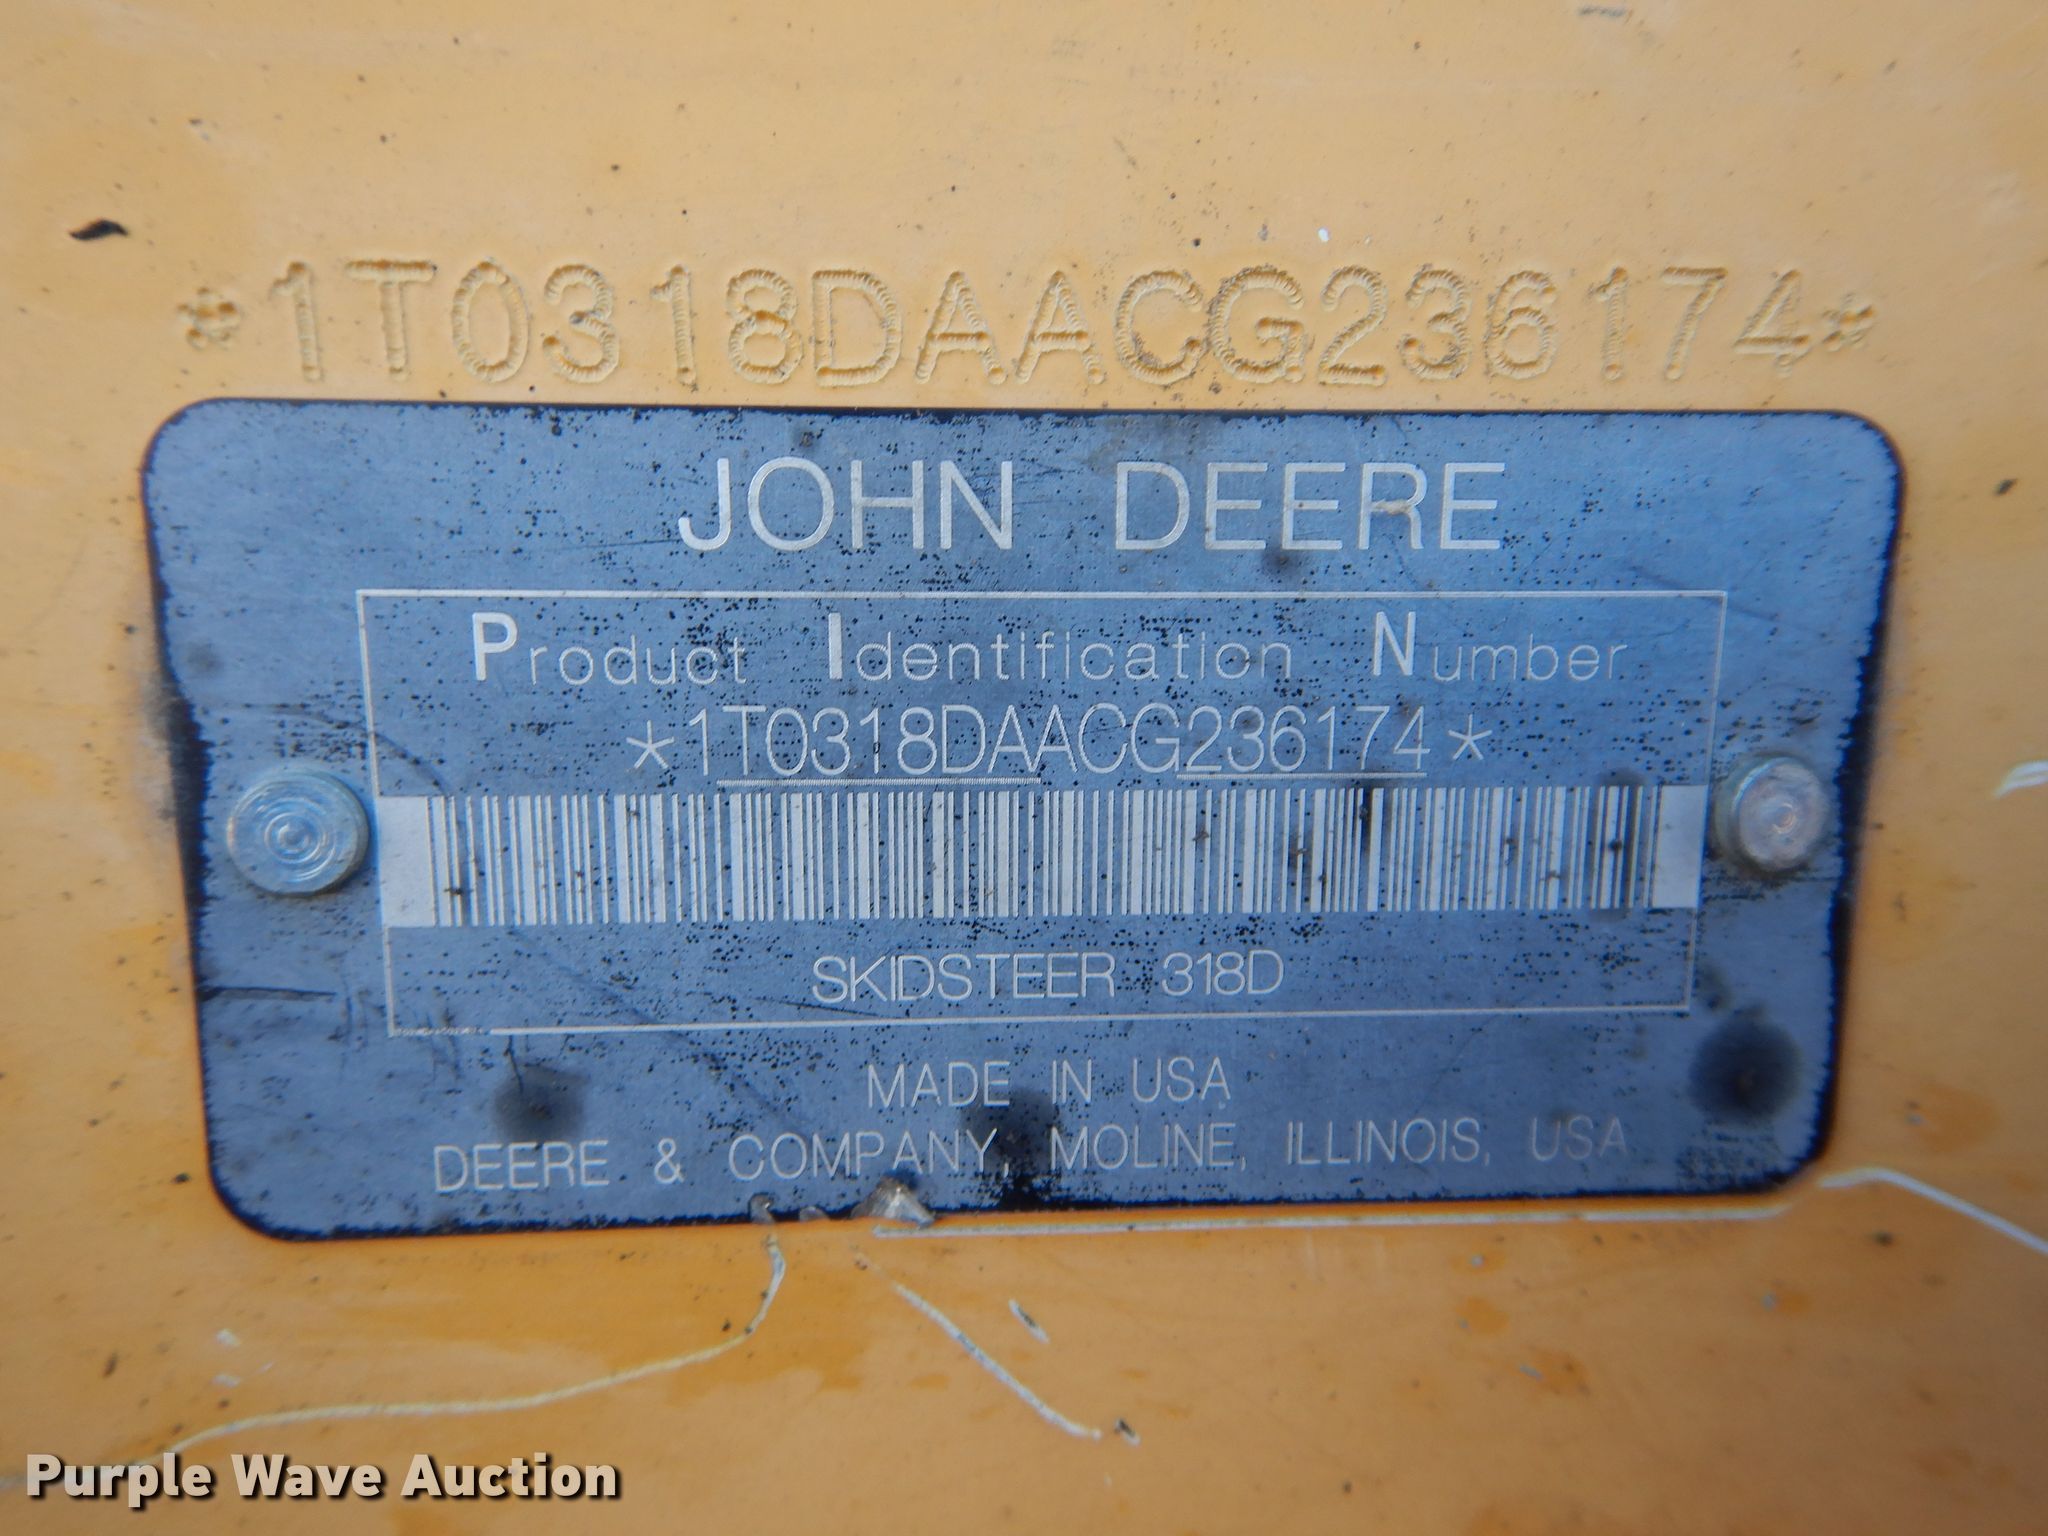 *1T0318DAACG236174*
JOHN DEERE
Product Identification Number
*1T0318DAACG236174*
SKIDSTEER 318D
MADE IN USA
DEERE & COMPANY, MOLINE, ILLINOIS, USA
Purple Wave Auction